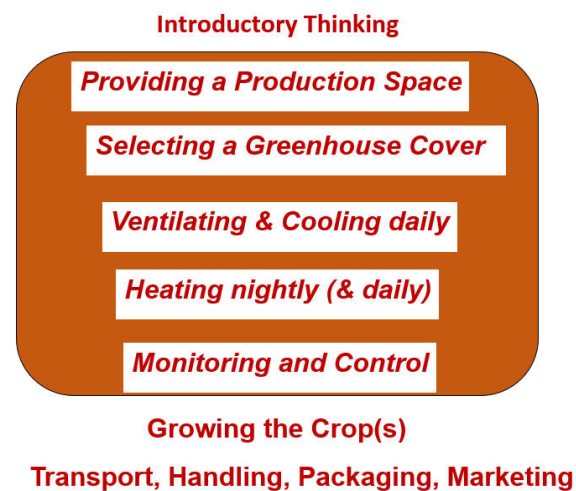 Introductory Thinking
Providing a Production Space
Selecting a Greenhouse Cover
Ventilating & Cooling daily
Heating nightly (& daily)
Monitoring and Control
Growing the Crop(s)
Transport, Handling, Packaging, Marketing